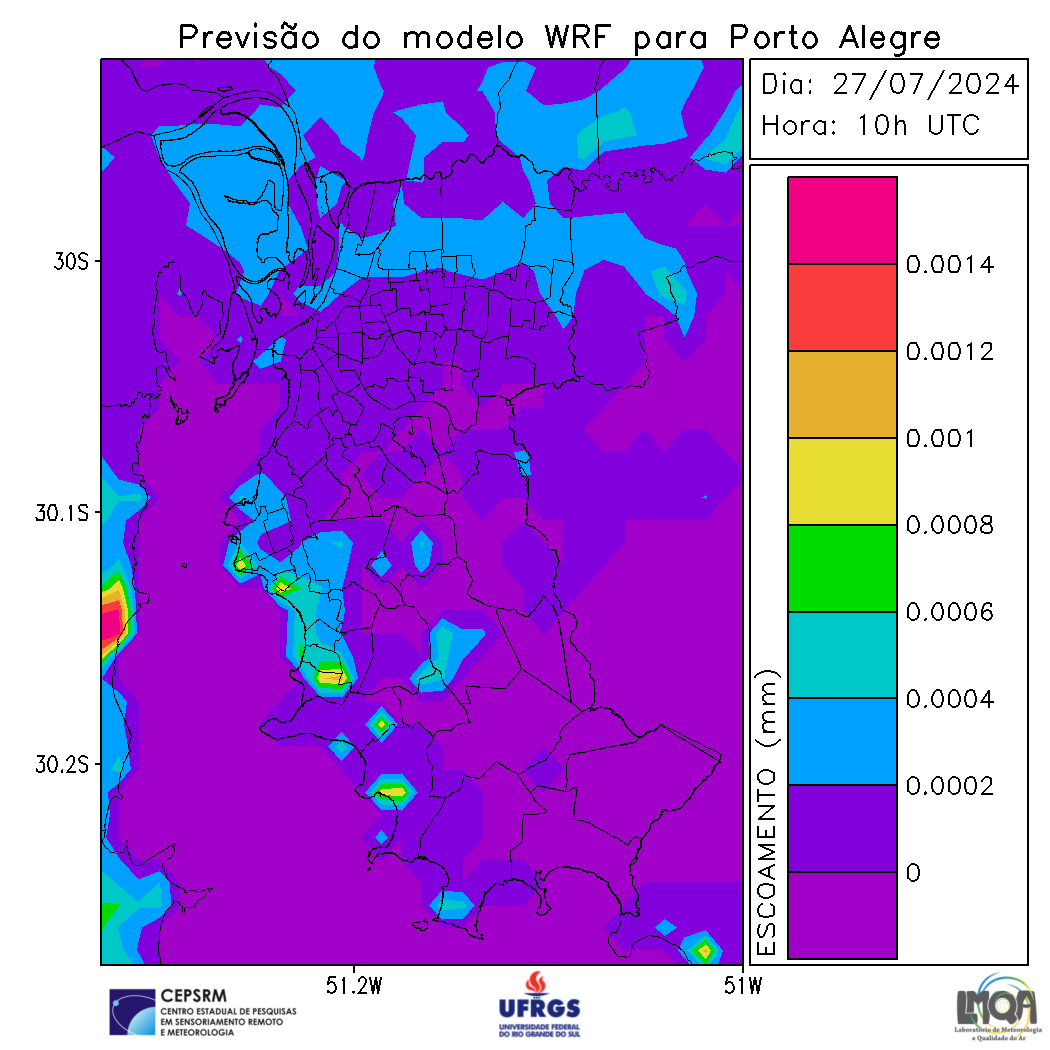 Previsão do modelo WRF para Porto Alegre
Dia: 27/07/2024
Hora: 10h UTC
0.0014
0.0012
0.001
0.0008
0.0006
0.0004
0.0002
0
ESCOAMENTO (mm)
30S
30.1S
30.2S
51.2W
51W
CEPSRM
CENTRO ESTADUAL DE PESQUISAS
EM SENSORIAMENTO REMOTO
E METEOROLOGIA
UFRGS
UNIVERSIDADE FEDERAL
DO RIO GRANDE DO SUL
LMQA
Laboratório de Meteorologia
e Qualidade do Ar